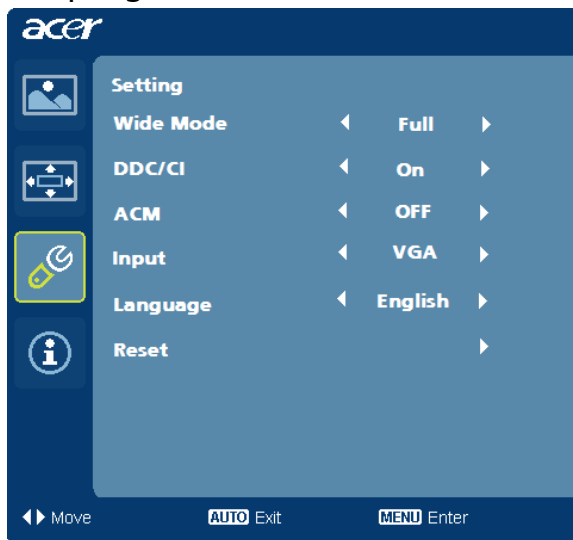 acer
Setting
Wide Mode Full
DDC/CI On
ACM OFF
Input VGA
Language English
Reset
Move AUTO Exit MENU Enter